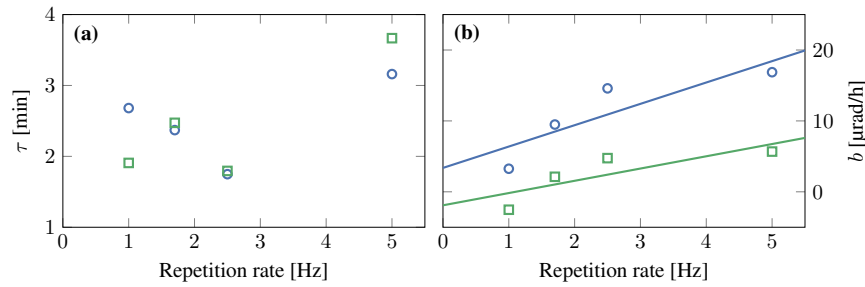 (a)
4
3
2
1
τ [min]
0 1 2 3 4 5
Repetition rate [Hz]
(b)
20
10
0
b [µrad/h]
0 1 2 3 4 5
Repetition rate [Hz]